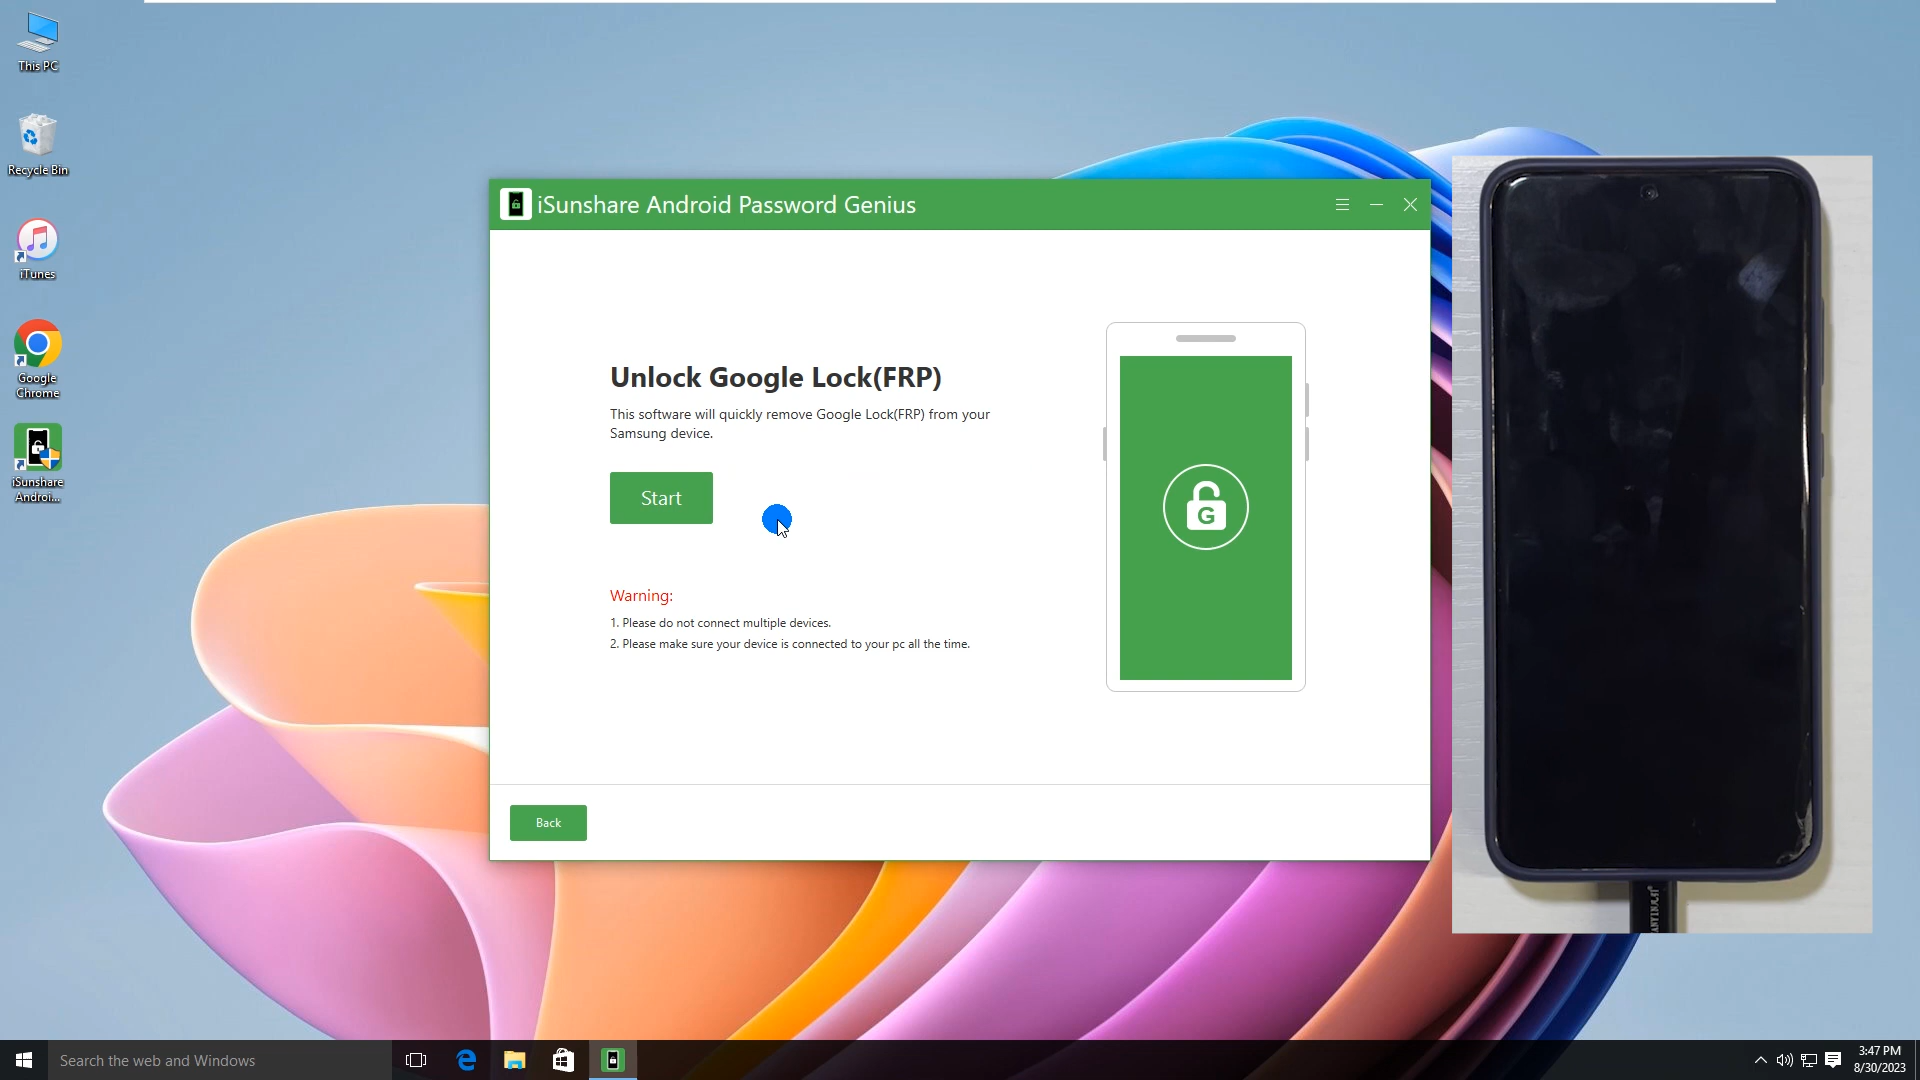 This PC
Recycle Bin
iTunes
Google
Chrome
iSunshare
Androi...
iSunshare Android Password Genius
Unlock Google Lock(FRP)
This software will quickly remove Google Lock(FRP) from your
Samsung device.
Start
Warning:
1. Please do not connect multiple devices.
2. Please make sure your device is connected to your pc all the time.
G
Back
Search the web and Windows
3:47 PM
8/30/2023